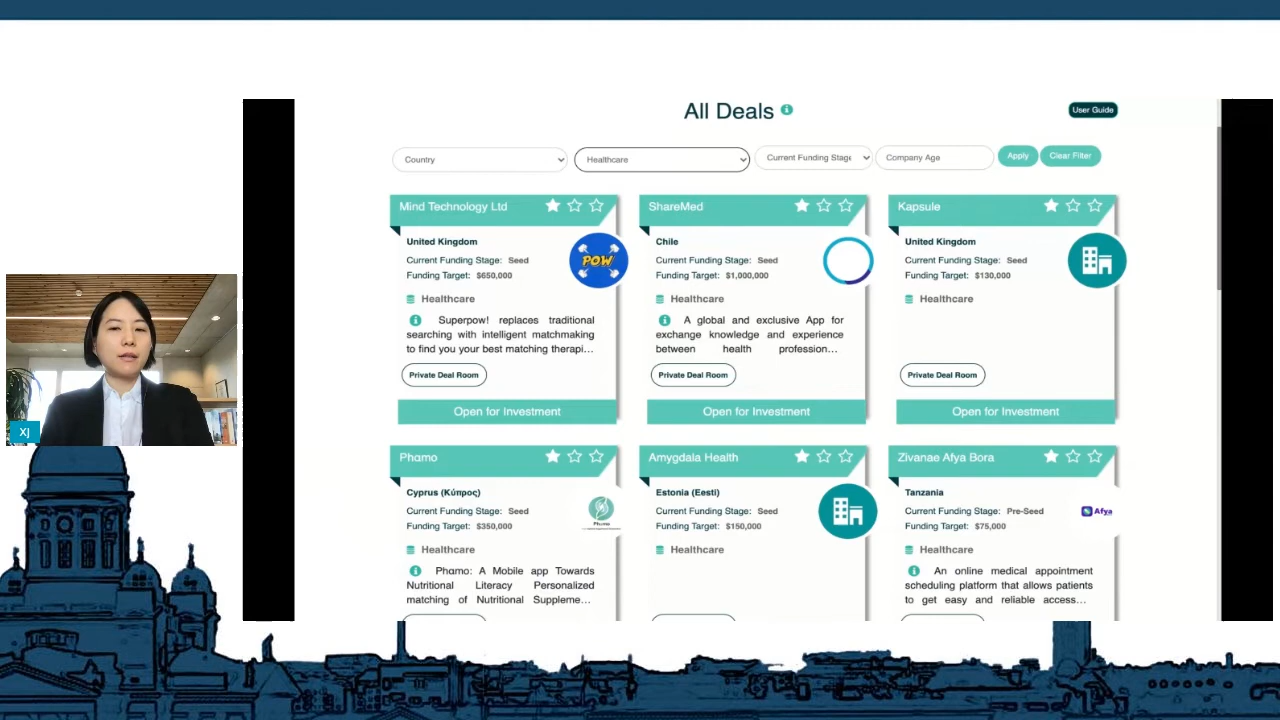 All Deals
User Guide
Country
Healthcare
Current Funding Stage
Company Age
Apply
Clear Filter
Mind Technology Ltd
United Kingdom
Current Funding Stage: Seed
Funding Target: $650,000
POW
Healthcare
Superpow! replaces traditional
searching with intelligent matchmaking
to find you your best matching therapi...
Private Deal Room
Open for Investment
ShareMed
Chile
Current Funding Stage: Seed
Funding Target: $1,000,000
Healthcare
A global and exclusive App for
exchange knowledge and experience
between health profession...
Private Deal Room
Open for Investment
Kapsule
United Kingdom
Current Funding Stage: Seed
Funding Target: $130,000
Healthcare
Private Deal Room
Open for Investment
XJ
Phαmo
Cyprus (Κύπρος)
Current Funding Stage: Seed
Funding Target: $350,000
Healthcare
Phαmo: A Mobile app Towards
Nutritional Literacy Personalized
matching of Nutritional Suppleme...
Amygdala Health
Estonia (Eesti)
Current Funding Stage: Seed
Funding Target: $150,000
Healthcare
Zivanae Afya Bora
Tanzania
Current Funding Stage: Pre-Seed
Funding Target: $75,000
Afya
Healthcare
An online medical appointment
scheduling platform that allows patients
to get easy and reliable access...